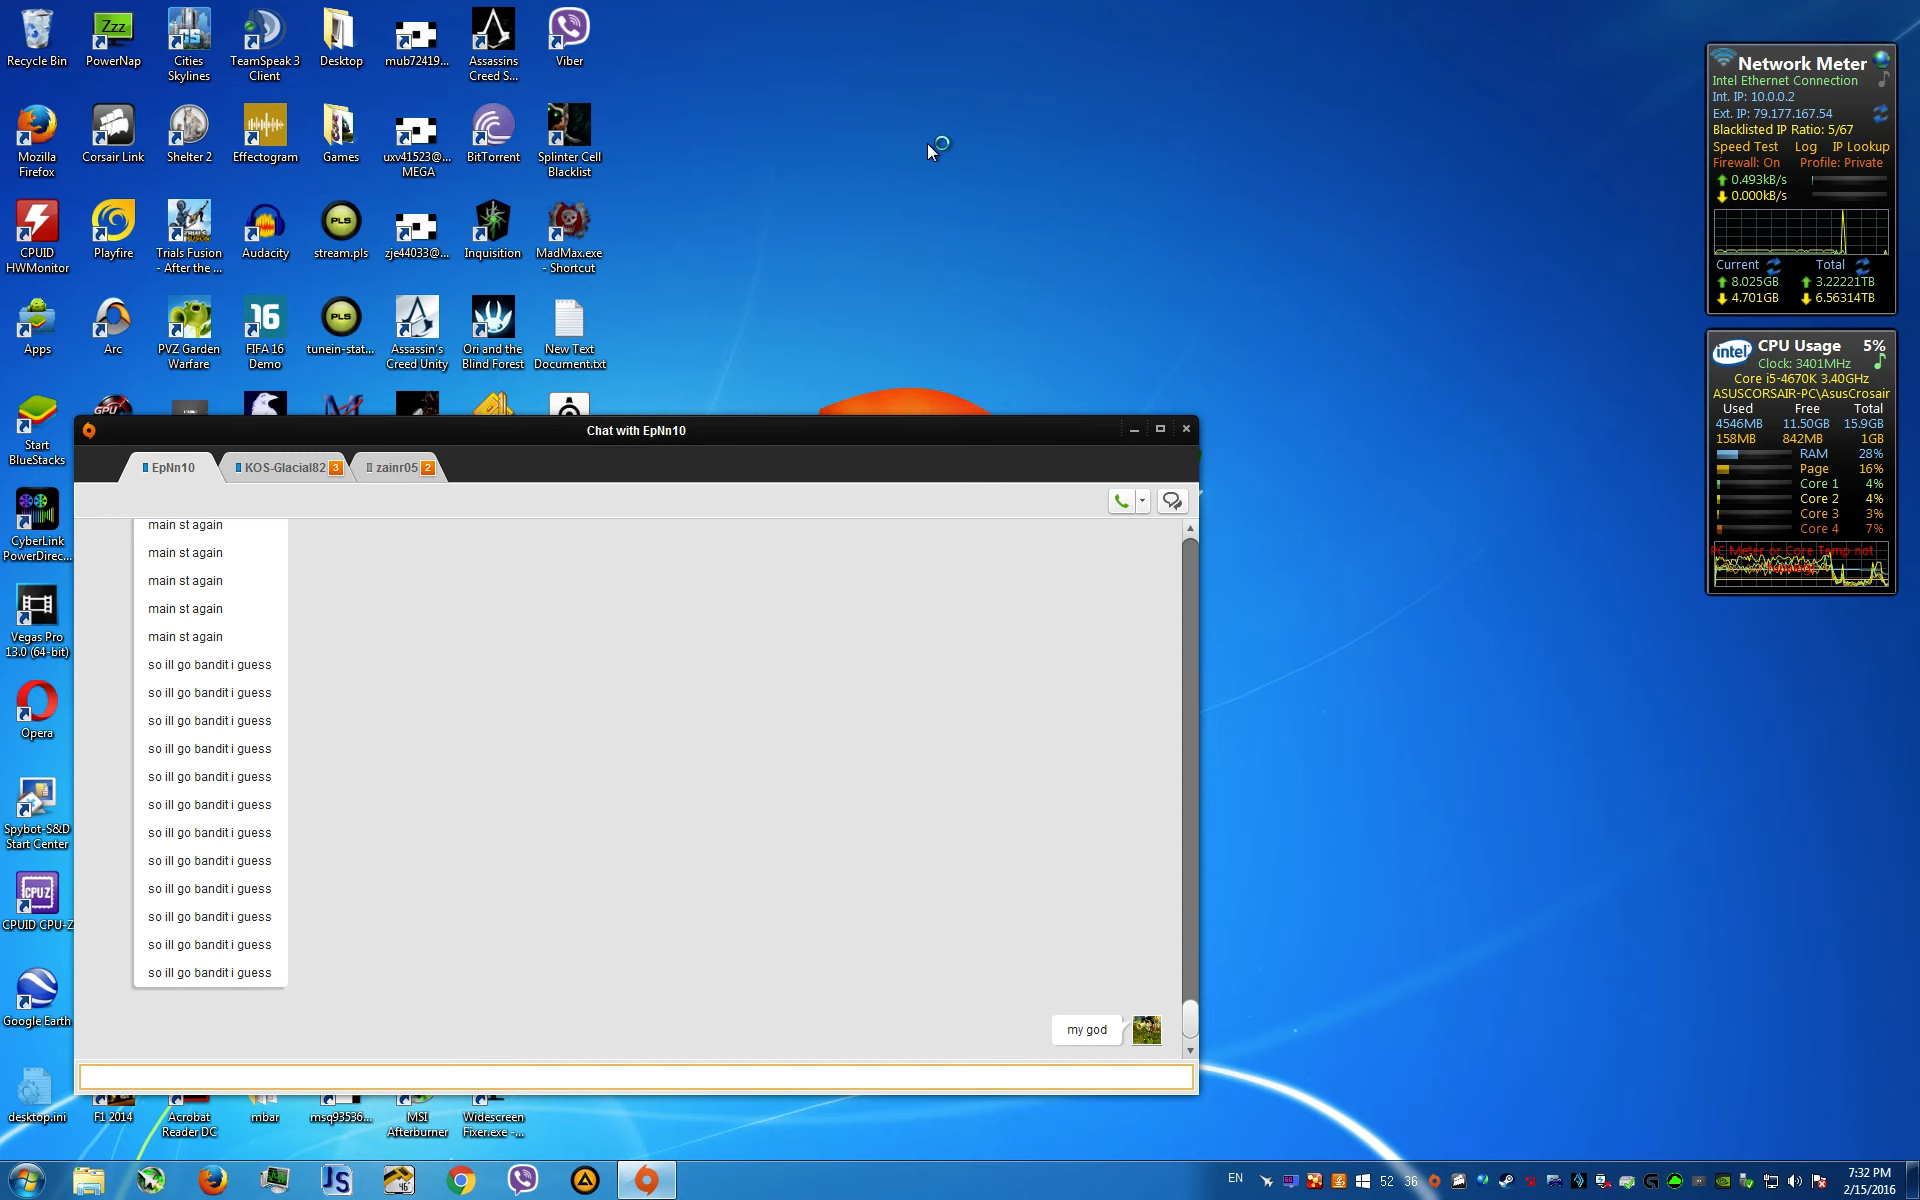 Recycle Bin
PowerNap
Cities
Skylines
TeamSpeak 3
Client
Desktop
mub72419...
Assassins
Creed S...
Viber
Mozilla
Firefox
Corsair Link
Shelter 2
Effectogram
Games
uxv41523@...
MEGA
BitTorrent
Splinter Cell
Blacklist
CPUID
HWMonitor
Playfire
Trials Fusion
- After the ...
Audacity
stream.pls
zje44033@...
Inquisition
MadMax.exe
- Shortcut
Apps
Arc
PVZ Garden
Warfare
FIFA 16
Demo
tunein-stat...
Assassin's
Creed Unity
Ori and the
Blind Forest
New Text
Document.txt
Start
BlueStacks
CyberLink
PowerDirec...
Vegas Pro
13.0 (64-bit)
Opera
Spybot-S&D
Start Center
CPUID CPU-Z
Google Earth
desktop.ini
F1 2014
Acrobat
Reader DC
mbar
msq93536...
MSI
Afterburner
Widescreen
Fixer.exe -...
Chat with EpNn10
EpNn10
KOS-Glacial82 3
zainr05 2
main st again
main st again
main st again
main st again
main st again
so ill go bandit i guess
so ill go bandit i guess
so ill go bandit i guess
so ill go bandit i guess
so ill go bandit i guess
so ill go bandit i guess
so ill go bandit i guess
so ill go bandit i guess
so ill go bandit i guess
so ill go bandit i guess
so ill go bandit i guess
so ill go bandit i guess
my god
Network Meter
Intel Ethernet Connection
Int. IP: 10.0.0.2
Ext. IP: 79.177.167.54
Blacklisted IP Ratio: 5/67
Speed Test Log IP Lookup
Firewall: On Profile: Private
0.493kB/s
0.000kB/s
Current Total
8.025GB 3.22221TB
4.701GB 6.56314TB
intel CPU Usage 5%
Clock: 3401MHz
Core i5-4670K 3.40GHz
ASUSCORSAIR-PC\AsusCrosair
Used Free Total
4546MB 11.50GB 15.9GB
158MB 842MB 1GB
RAM 28%
Page 16%
Core 1 4%
Core 2 4%
Core 3 3%
Core 4 7%
PC Meter or Core Temp not
EN
52 36
7:32 PM
2/15/2016